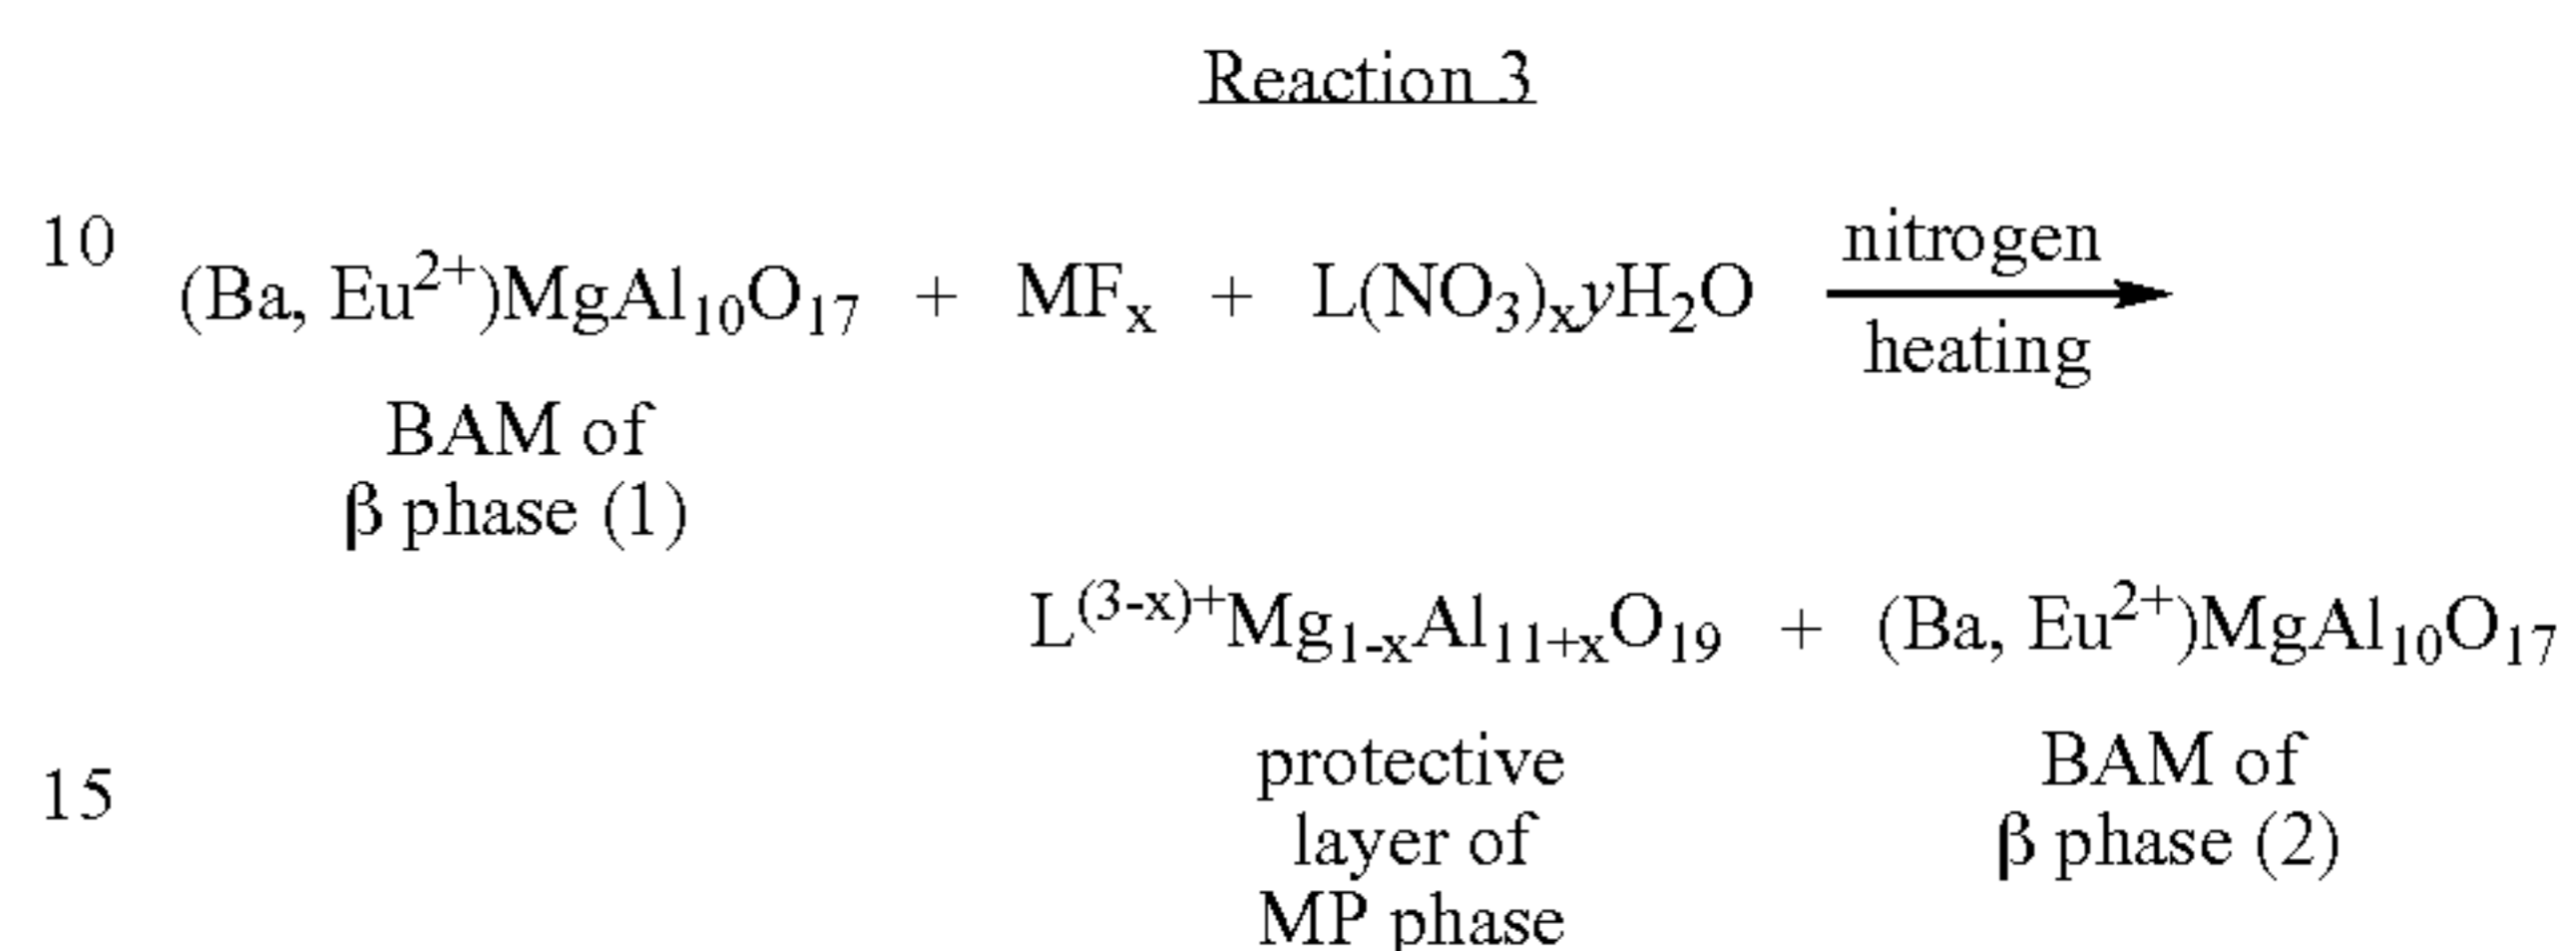 Reaction 3
nitrogen
10 (Ba, Eu²⁺)MgAl₁₀O₁₇ + MFₓ + L(NO₃)ₓyH₂O
heating
BAM of
β phase (1)
L⁽³⁻ˣ⁾⁺Mg₁₋ₓAl₁₁₊ₓO₁₉ + (Ba, Eu²⁺)MgAl₁₀O₁₇
15
protective BAM of
layer of β phase (2)
MP phase